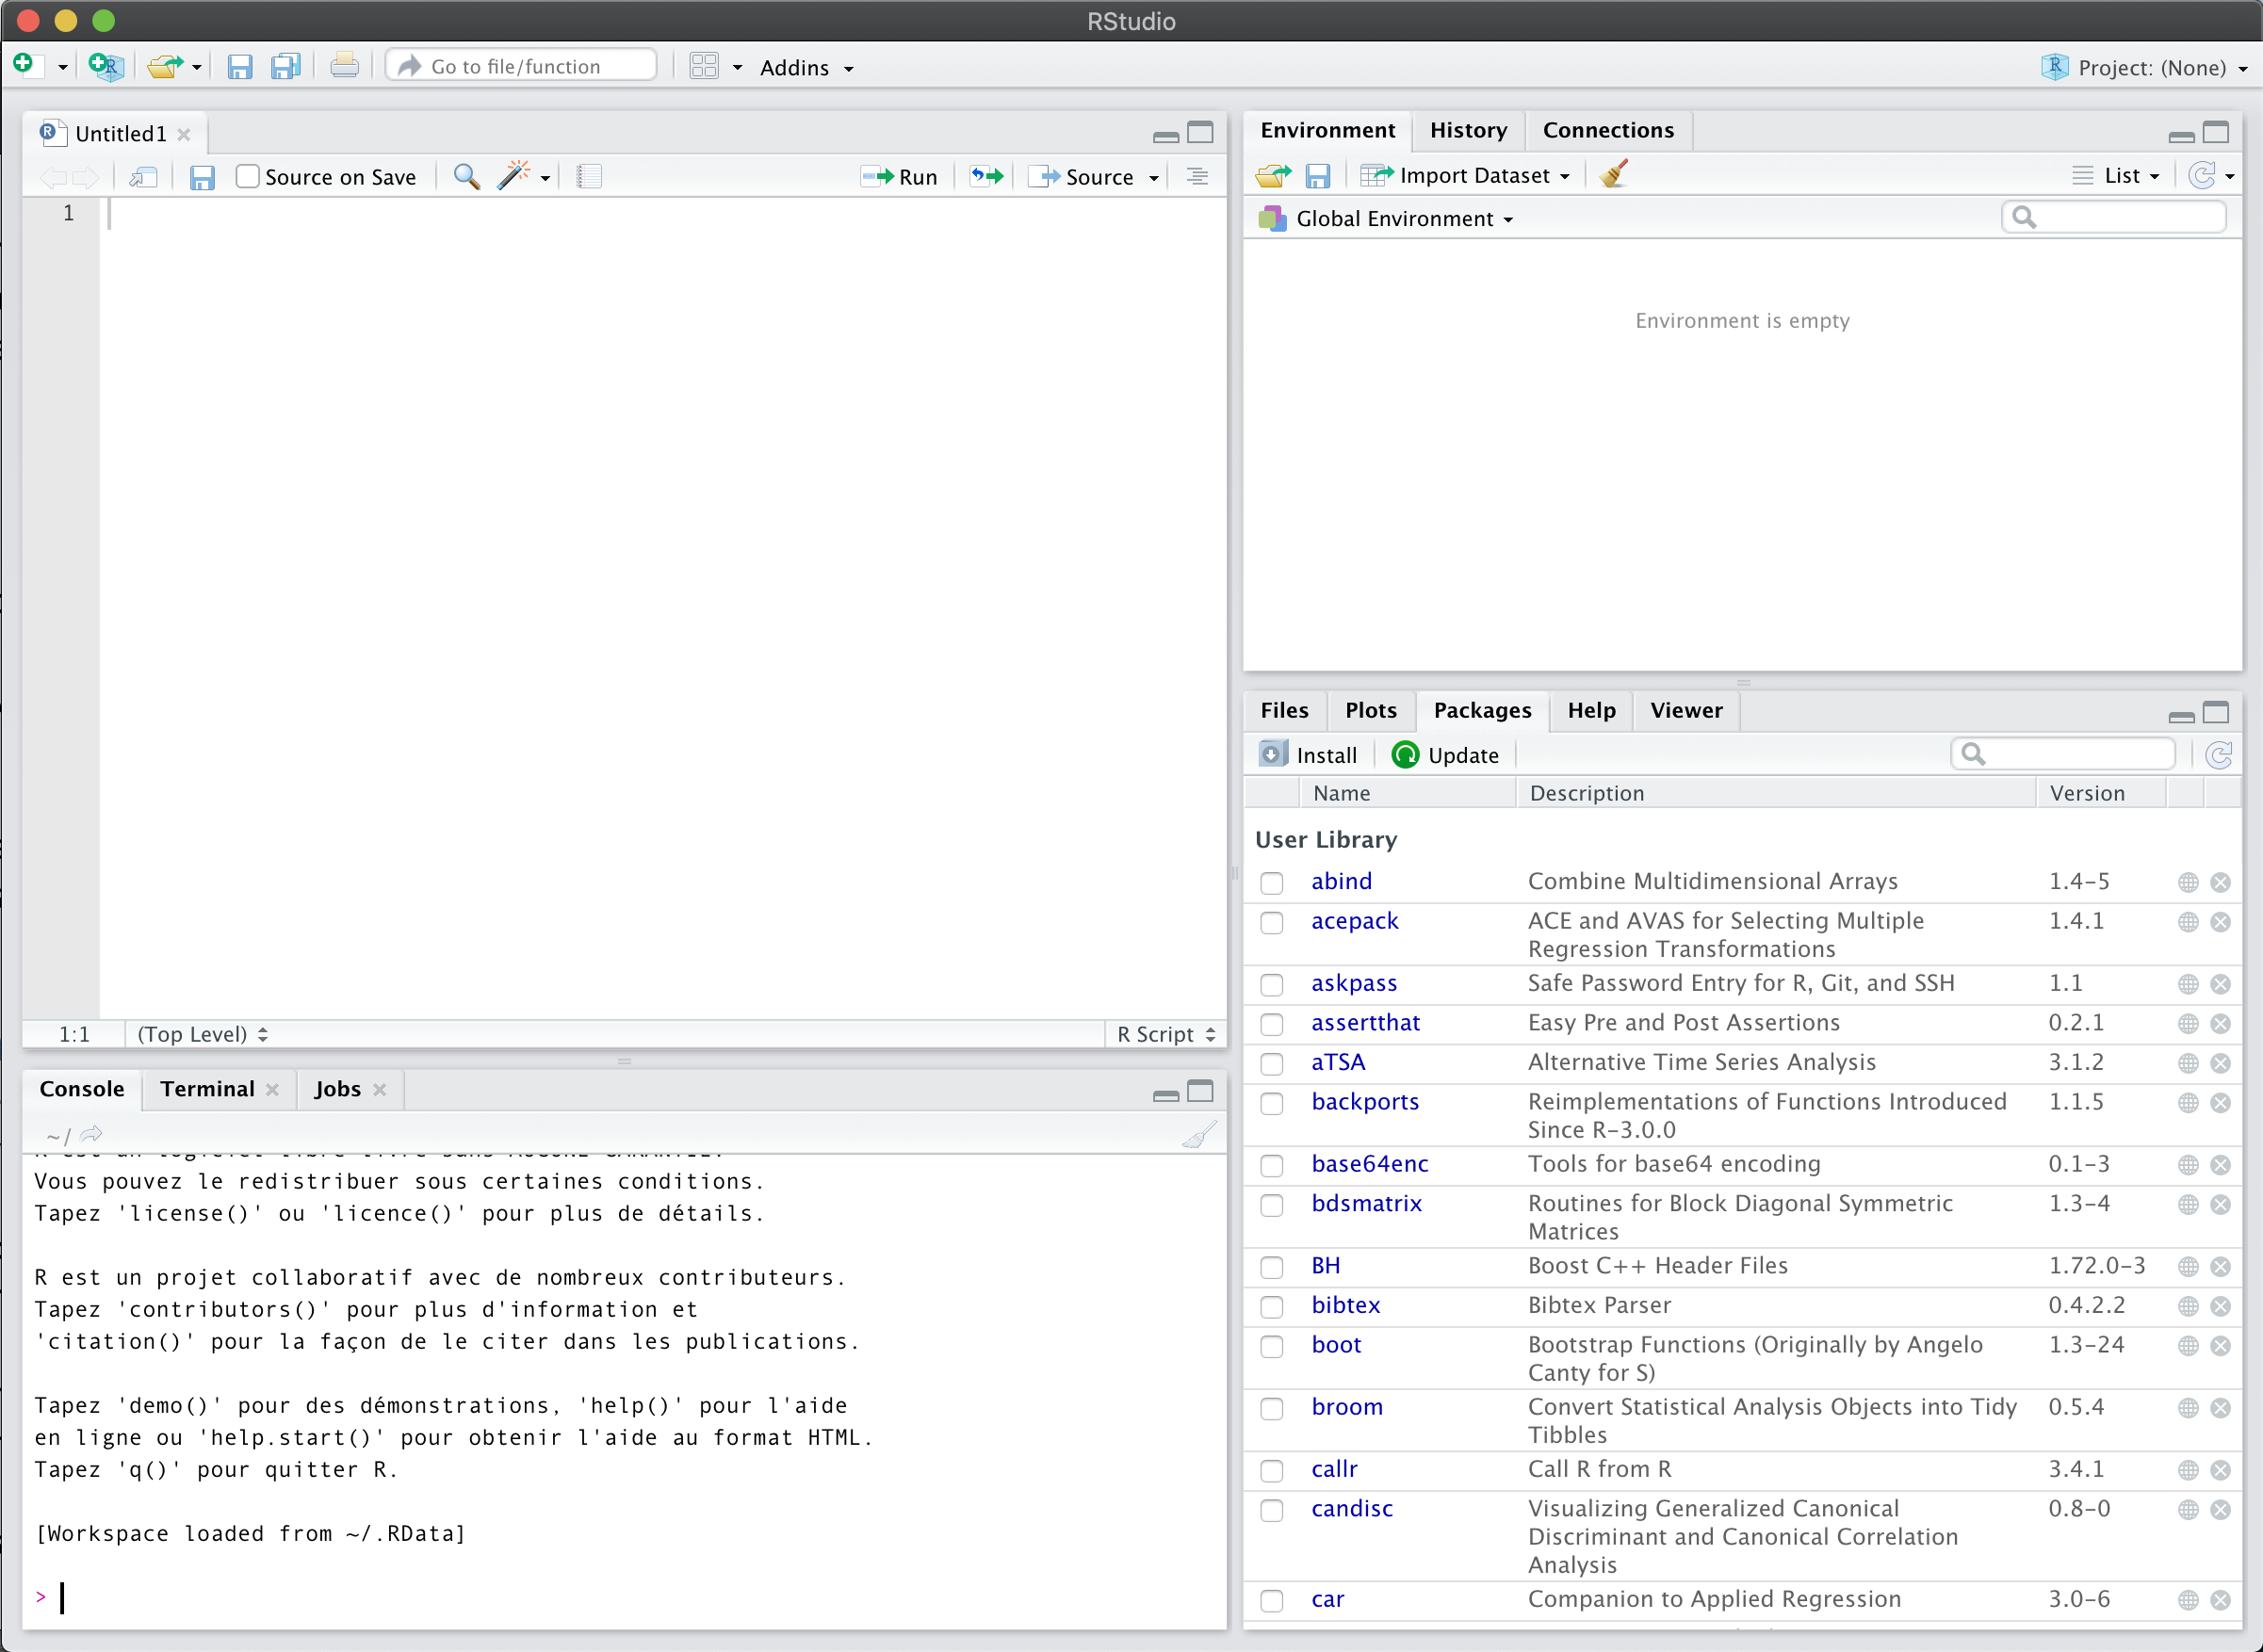 RStudio
Go to file/function
Addins
Project: (None)
Untitled1
Source on Save
Run
Source
1
1:1 (Top Level)
R Script
Console Terminal Jobs
~/
R est un logiciel libre livré sans AUCUNE GARANTIE.
Vous pouvez le redistribuer sous certaines conditions.
Tapez 'license()' ou 'licence()' pour plus de détails.
R est un projet collaboratif avec de nombreux contributeurs.
Tapez 'contributors()' pour plus d'information et
'citation()' pour la façon de le citer dans les publications.
Tapez 'demo()' pour des démonstrations, 'help()' pour l'aide
en ligne ou 'help.start()' pour obtenir l'aide au format HTML.
Tapez 'q()' pour quitter R.
[Workspace loaded from ~/.RData]
>
Environment History Connections
Import Dataset
List
Global Environment
Environment is empty
Files Plots Packages Help Viewer
Install Update
Name Description Version
User Library
abind Combine Multidimensional Arrays 1.4-5
acepack ACE and AVAS for Selecting Multiple 1.4.1
Regression Transformations
askpass Safe Password Entry for R, Git, and SSH 1.1
assertthat Easy Pre and Post Assertions 0.2.1
aTSA Alternative Time Series Analysis 3.1.2
backports Reimplementations of Functions Introduced 1.1.5
Since R-3.0.0
base64enc Tools for base64 encoding 0.1-3
bdsmatrix Routines for Block Diagonal Symmetric 1.3-4
Matrices
BH Boost C++ Header Files 1.72.0-3
bibtex Bibtex Parser 0.4.2.2
boot Bootstrap Functions (Originally by Angelo 1.3-24
Canty for S)
broom Convert Statistical Analysis Objects into Tidy 0.5.4
Tibbles
callr Call R from R 3.4.1
candisc Visualizing Generalized Canonical 0.8-0
Discriminant and Canonical Correlation
Analysis
car Companion to Applied Regression 3.0-6